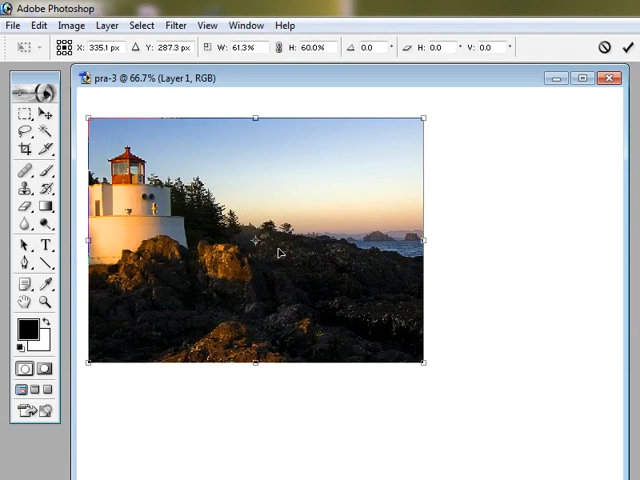 Adobe Photoshop
File Edit Image Layer Select Filter View Window Help
X: 335.1 px Δ Y: 287.3 px W: 61.3% H: 60.0% 0.0 ° H: 0.0 ° V: 0.0 °
pra-3 @ 66.7% (Layer 1, RGB)
T